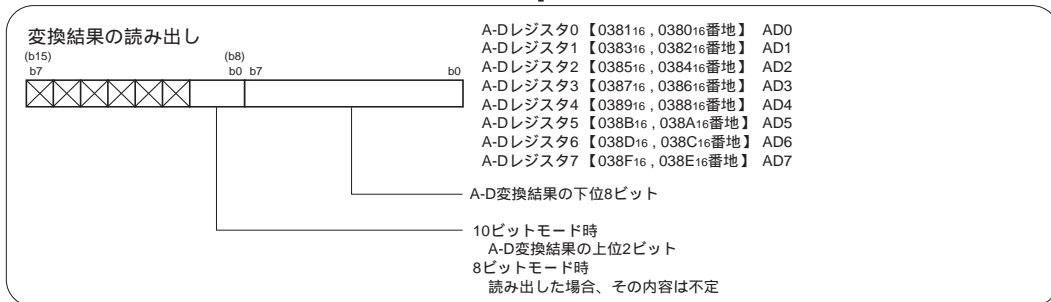 変換結果の読み出し
(b15) (b8)
b7 b0 b7 b0
A-Dレジスタ0 【038116 , 038016番地】 AD0
A-Dレジスタ1 【038316 , 038216番地】 AD1
A-Dレジスタ2 【038516 , 038416番地】 AD2
A-Dレジスタ3 【038716 , 038616番地】 AD3
A-Dレジスタ4 【038916 , 038816番地】 AD4
A-Dレジスタ5 【038B16 , 038A16番地】 AD5
A-Dレジスタ6 【038D16 , 038C16番地】 AD6
A-Dレジスタ7 【038F16 , 038E16番地】 AD7
A-D変換結果の下位8ビット
10ビットモード時
A-D変換結果の上位2ビット
8ビットモード時
読み出した場合、その内容は不定